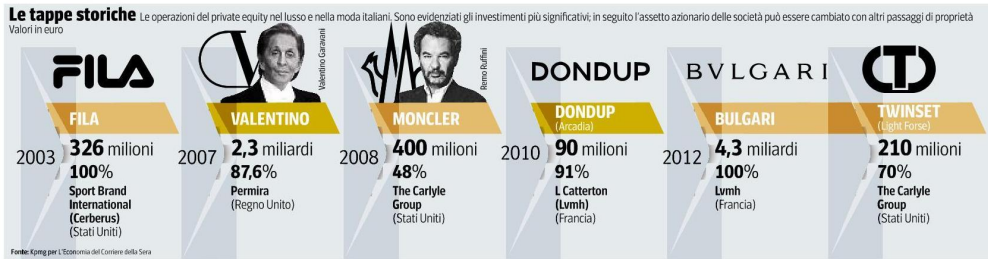 Le tappe storiche Le operazioni del private equity nel lusso e nella moda italiani. Sono evidenziati gli investimenti più significativi; in seguito l'assetto azionario delle società può essere cambiato con altri passaggi di proprietà
Valori in euro
FILA
FILA
2003
326 milioni
100%
Sport Brand
International
(Cerberus)
(Stati Uniti)
Valentino Garavani
VALENTINO
2007
2,3 miliardi
87,6%
Permira
(Regno Unito)
Remo Ruffini
MONCLER
2008
400 milioni
48%
The Carlyle
Group
(Stati Uniti)
DONDUP
DONDUP
(Arcadia)
2010
90 milioni
91%
L Catterton
(Lvmh)
(Francia)
BVLGARI
BULGARI
2012
4,3 miliardi
100%
Lvmh
(Francia)
TWINSET
(Light Forse)
210 milioni
70%
The Carlyle
Group
(Stati Uniti)
Fonte: Kpmg per L'Economia del Corriere della Sera